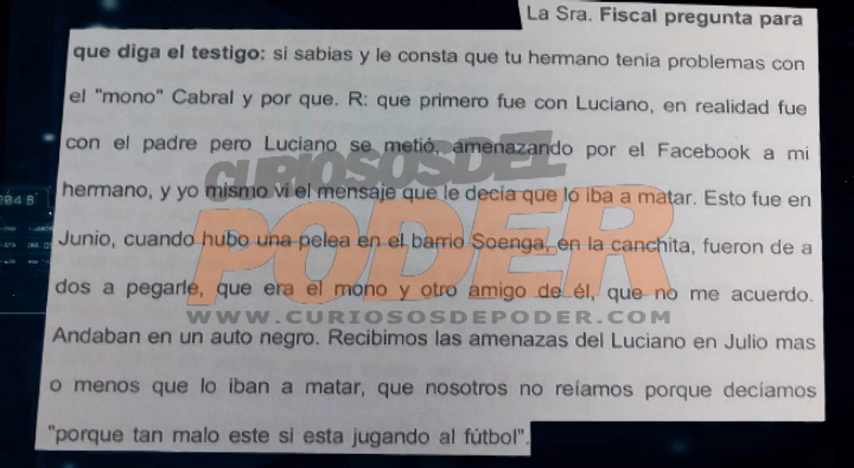 La Sra. Fiscal pregunta para
que diga el testigo: si sabias y le consta que tu hermano tenia problemas con
el "mono" Cabral y por que. R: que primero fue con Luciano, en realidad fue
con el padre pero Luciano se metió, amenazando por el Facebook a mi
hermano, y yo mismo vi el mensaje que le decía que lo iba a matar. Esto fue en
Junio, cuando hubo una pelea en el barrio Soenga, en la canchita, fueron de a
dos a pegarle, que era el mono y otro amigo de él, que no me acuerdo.
Andaban en un auto negro. Recibimos las amenazas del Luciano en Julio mas
o menos que lo iban a matar, que nosotros no reíamos porque decíamos
"porque tan malo este si esta jugando al fútbol".
CURIOSOSDEL
PODER
WWW.CURIOSOSDEPODER.COM
204 B